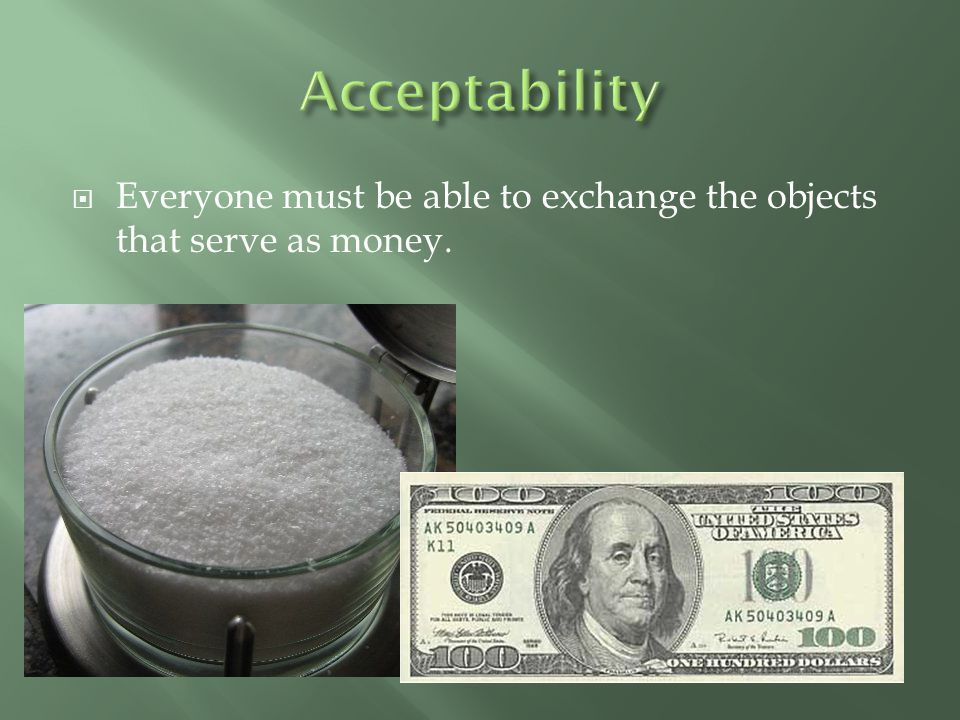 Acceptability
Everyone must be able to exchange the objects
that serve as money.
100 100 100
FEDERAL RESERVE NOTE
THE
UNITED STATES
OF AMERICA
AK 50403409 A
K11
100
THIS NOTE IS LEGAL TENDER
FOR ALL DEBTS, PUBLIC AND PRIVATE
AK 50403409 A
100
ONE HUNDRED DOLLARS
100